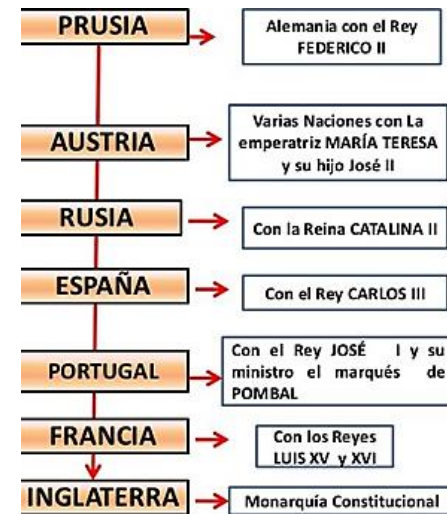 PRUSIA
Alemania con el Rey
FEDERICO II
AUSTRIA
Varias Naciones con La
emperatriz MARÍA TERESA
y su hijo José II
RUSIA
Con la Reina CATALINA II
ESPAÑA
Con el Rey CARLOS III
PORTUGAL
Con el Rey JOSÉ I y su
ministro el marqués de
POMBAL
FRANCIA
Con los Reyes
LUIS XV y XVI
INGLATERRA
Monarquía Constitucional